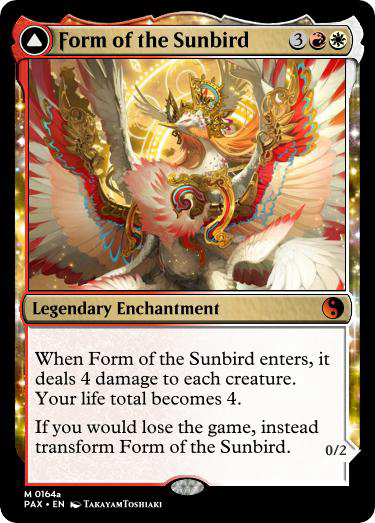 Form of the Sunbird 3
Legendary Enchantment
When Form of the Sunbird enters, it
deals 4 damage to each creature.
Your life total becomes 4.
If you would lose the game, instead
transform Form of the Sunbird.
0/2
M 0164a
PAX • EN TakayamToshiaki